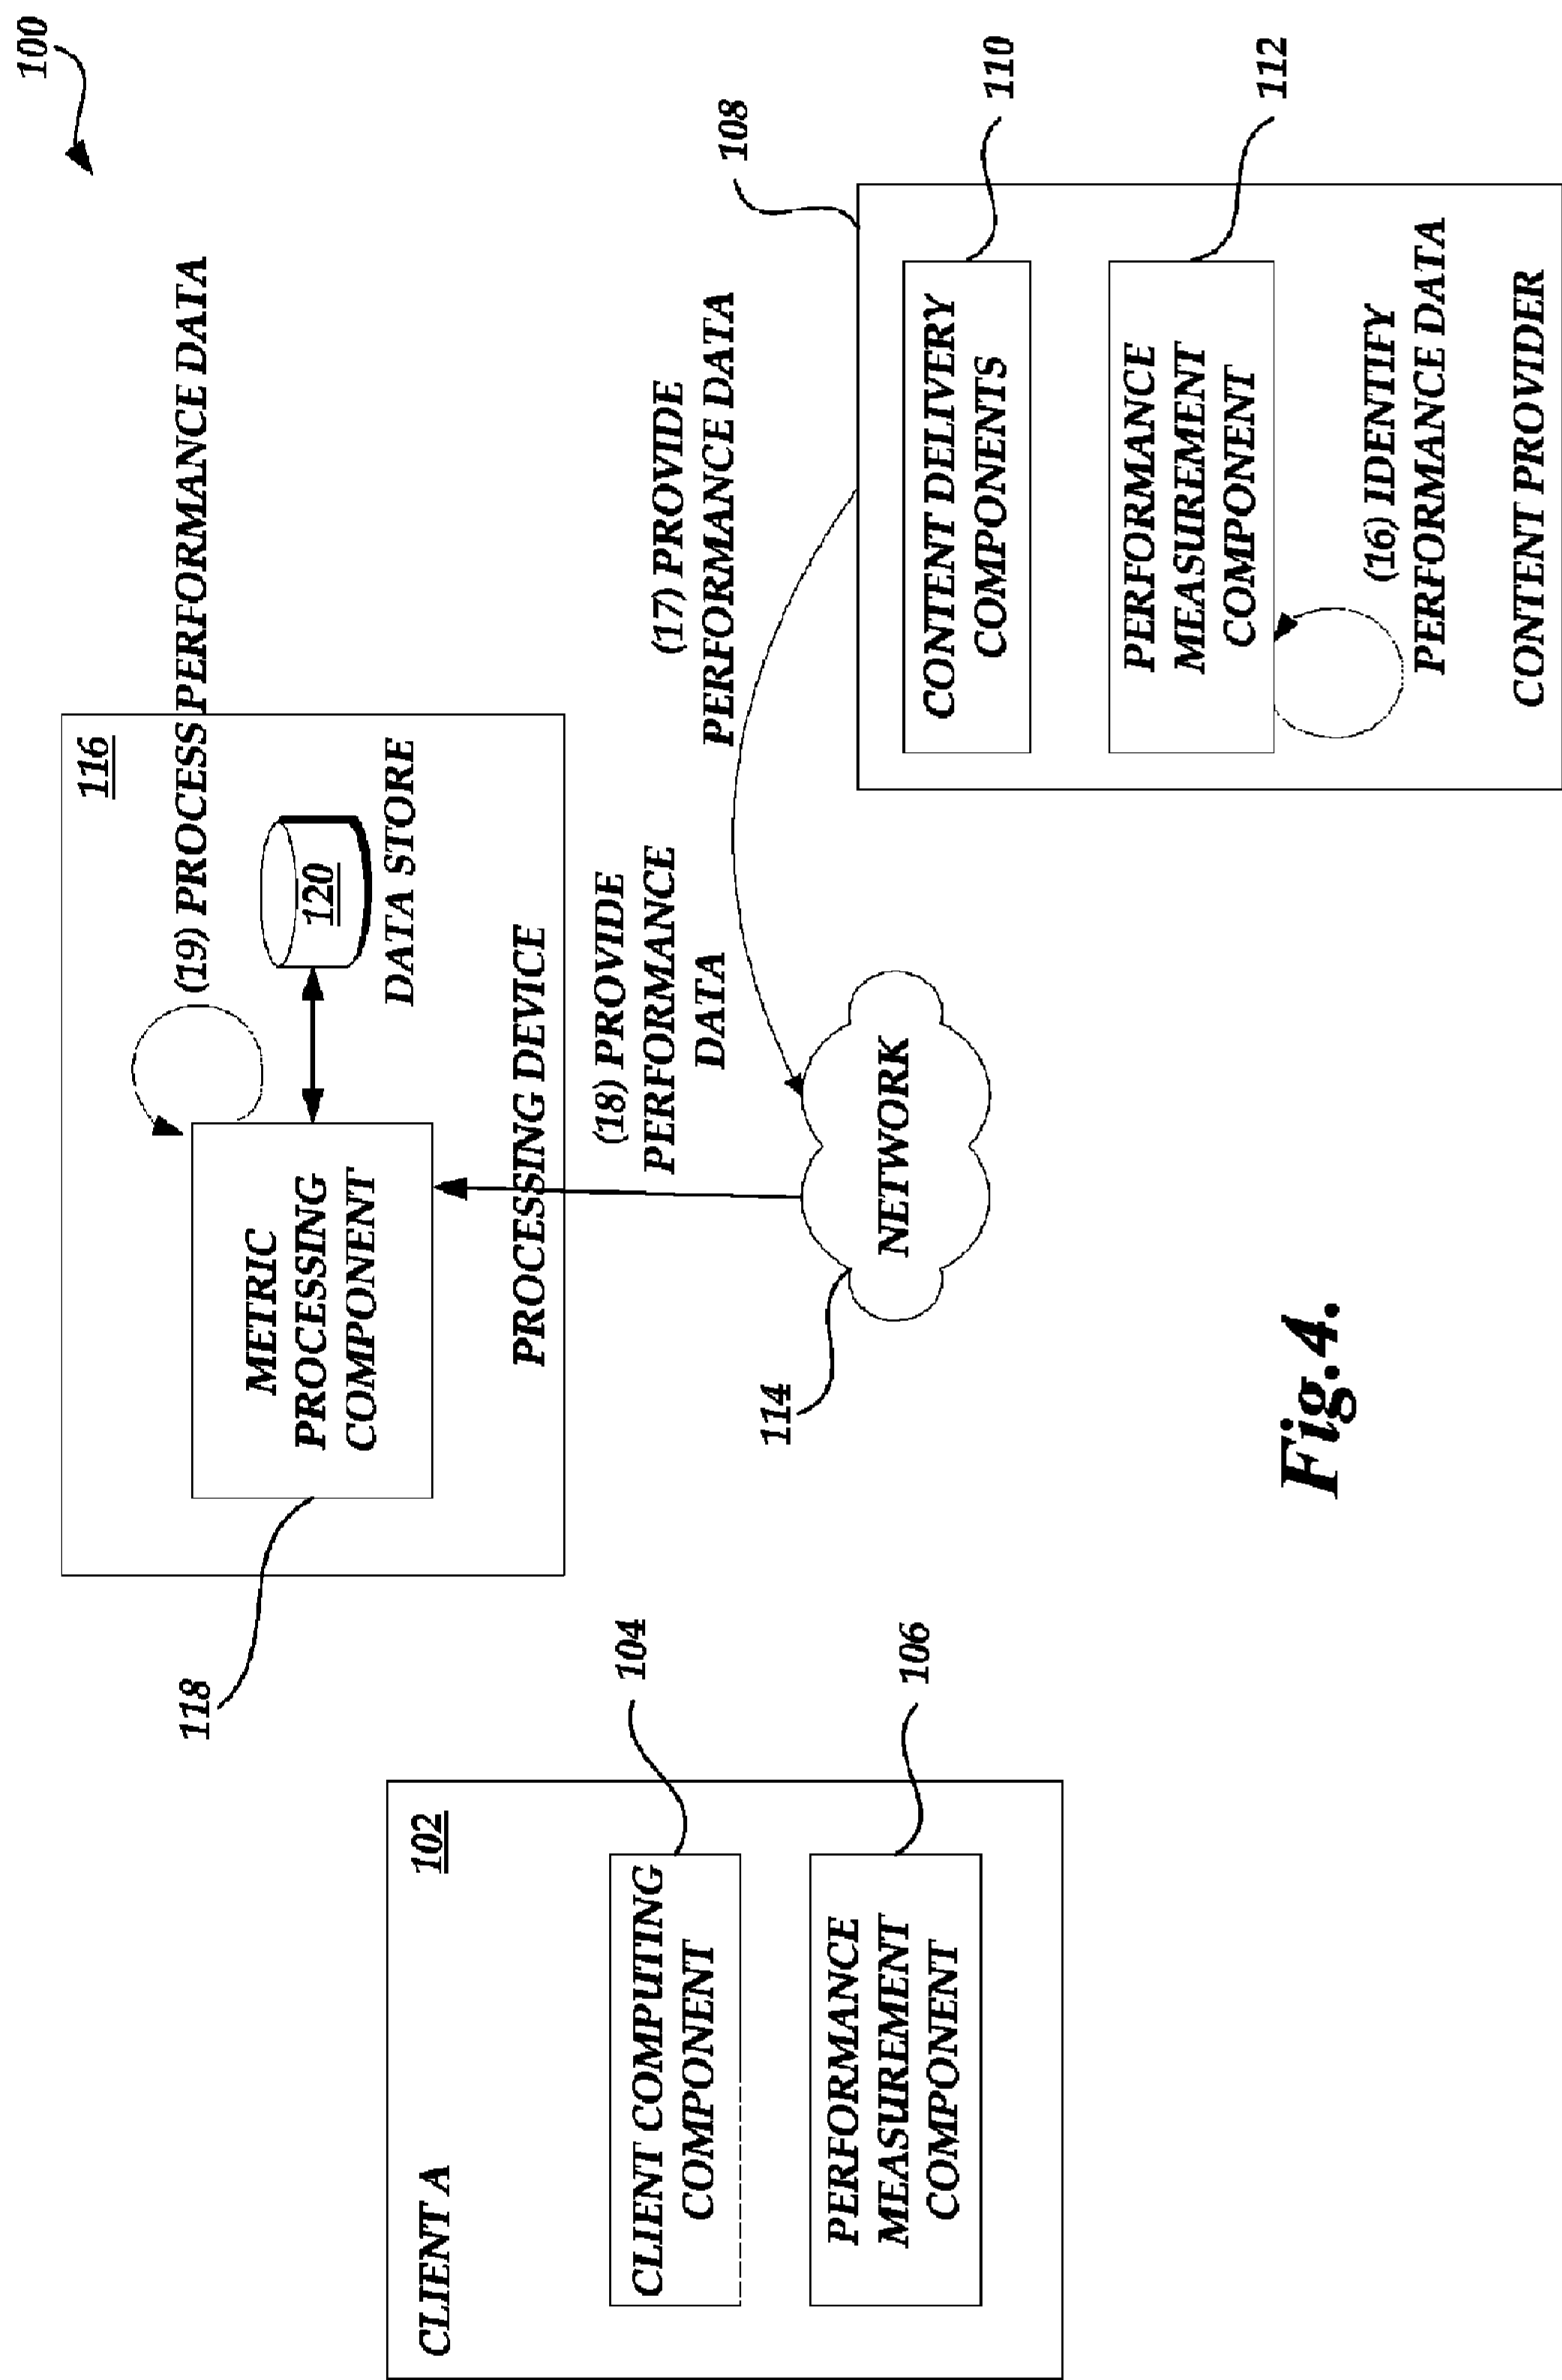 100
116
(19) PROCESS PERFORMANCE DATA
120
DATA STORE
METRIC
PROCESSING
COMPONENT
PROCESSING DEVICE
118
CLIENT A
102
CLIENT COMPUTING
COMPONENT
104
PERFORMANCE
MEASUREMENT
COMPONENT
106
(18) PROVIDE
PERFORMANCE
DATA
(17) PROVIDE
PERFORMANCE DATA
108
NETWORK
114
CONTENT DELIVERY
COMPONENTS
110
PERFORMANCE
MEASUREMENT
COMPONENT
112
(16) IDENTIFY
PERFORMANCE DATA
CONTENT PROVIDER
Fig.4.